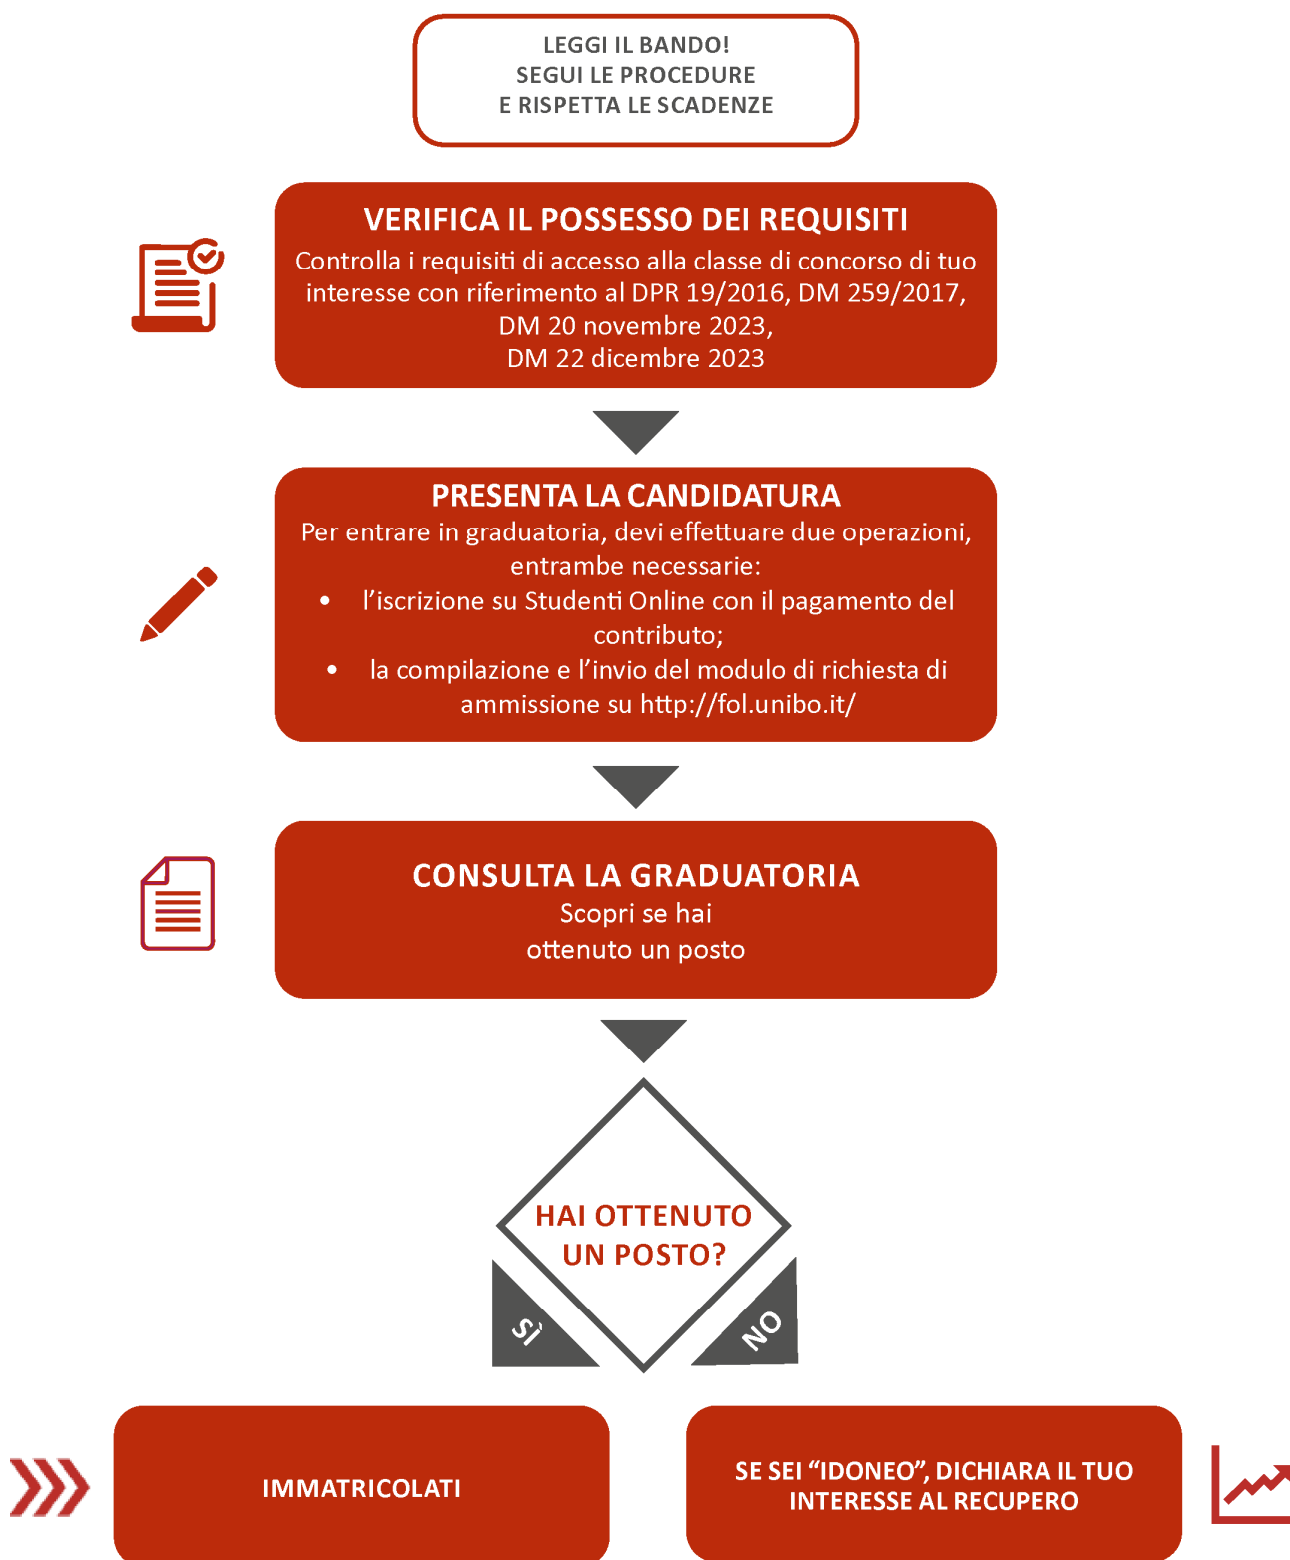 LEGGI IL BANDO!
SEGUI LE PROCEDURE
E RISPETTA LE SCADENZE
VERIFICA IL POSSESSO DEI REQUISITI
Controlla i requisiti di accesso alla classe di concorso di tuo
interesse con riferimento al DPR 19/2016, DM 259/2017,
DM 20 novembre 2023,
DM 22 dicembre 2023
PRESENTA LA CANDIDATURA
Per entrare in graduatoria, devi effettuare due operazioni,
entrambe necessarie:
• l’iscrizione su Studenti Online con il pagamento del
contributo;
• la compilazione e l’invio del modulo di richiesta di
ammissione su http://fol.unibo.it/
CONSULTA LA GRADUATORIA
Scopri se hai
ottenuto un posto
HAI OTTENUTO
UN POSTO?
SÌ
NO
IMMATRICOLATI
SE SEI “IDONEO”, DICHIARA IL TUO
INTERESSE AL RECUPERO